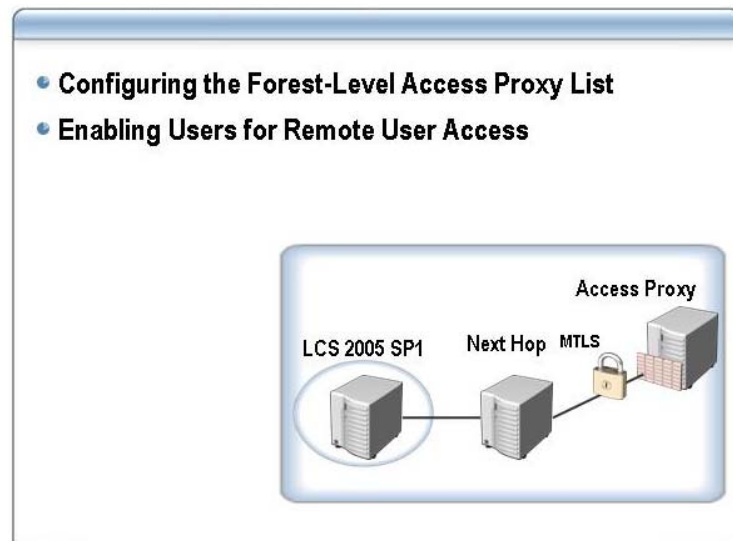 Configuring the Forest-Level Access Proxy List
Enabling Users for Remote User Access
Access Proxy
LCS 2005 SP1
Next Hop
MTLS